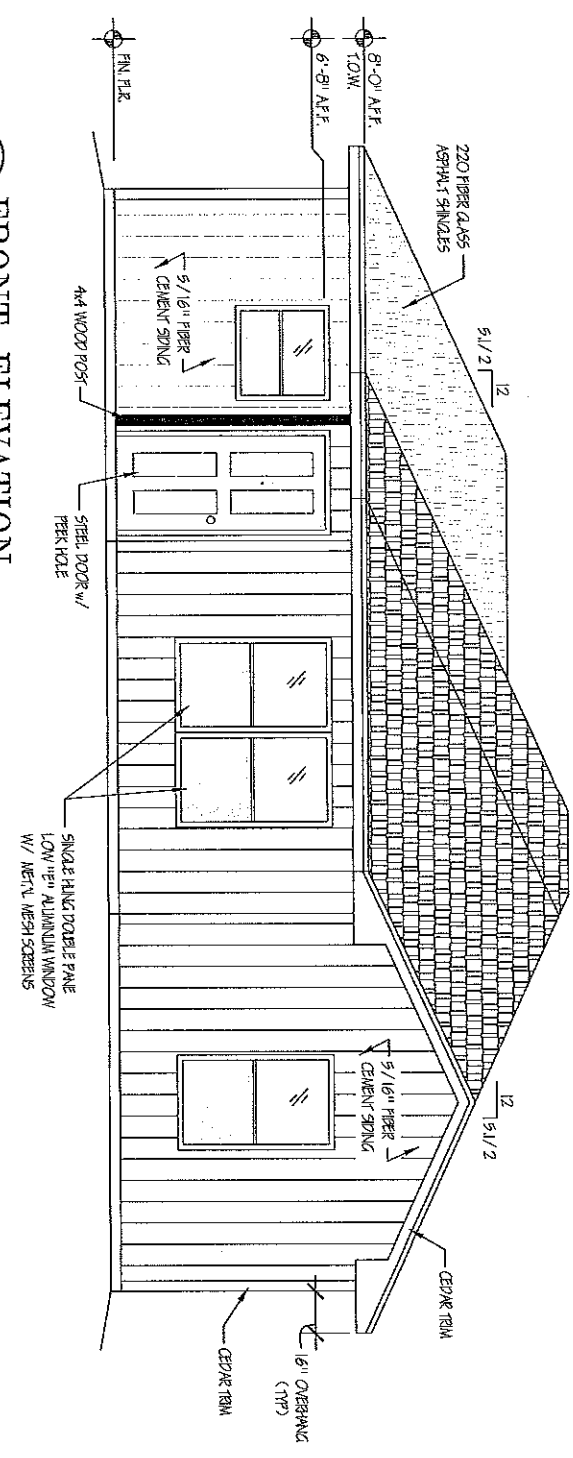 8'-0" A.F.F.
T.O.W.
6'-8" A.F.F.
FIN. FLR.
220 FIBERGLASS
ASPHALT SHINGLES
12
5 1/2
5/16" FIBER
CEMENT SIDING
4x4 WOOD POST
STEEL DOOR W/
PEEK HOLE
SINGLE HUNG DOUBLE PANE
LOW "E" ALUMINUM WINDOW
W/ METAL MESH SCREENS
12
5 1/2
5/16" FIBER
CEMENT SIDING
CEDAR TRIM
16" OVERHANG
(TYP)
CEDAR TRIM
FRONT ELEVATION